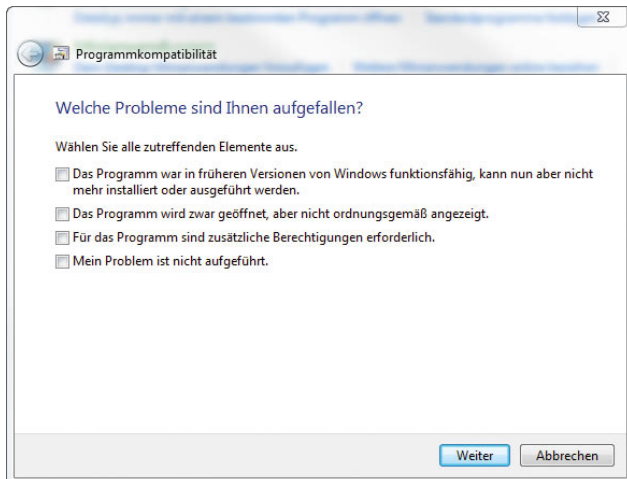 Programmkompatibilität
Welche Probleme sind Ihnen aufgefallen?
Wählen Sie alle zutreffenden Elemente aus.
Das Programm war in früheren Versionen von Windows funktionsfähig, kann nun aber nicht
mehr installiert oder ausgeführt werden.
Das Programm wird zwar geöffnet, aber nicht ordnungsgemäß angezeigt.
Für das Programm sind zusätzliche Berechtigungen erforderlich.
Mein Problem ist nicht aufgeführt.
Weiter
Abbrechen